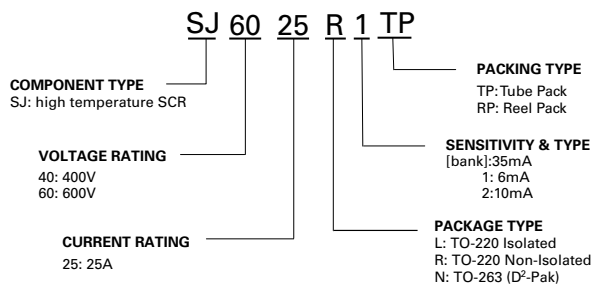 SJ 60 25 R 1 TP
COMPONENT TYPE
SJ: high temperature SCR
VOLTAGE RATING
40: 400V
60: 600V
CURRENT RATING
25: 25A
PACKING TYPE
TP: Tube Pack
RP: Reel Pack
SENSITIVITY & TYPE
[bank]:35mA
1: 6mA
2:10mA
PACKAGE TYPE
L: TO-220 Isolated
R: TO-220 Non-Isolated
N: TO-263 (D²-Pak)